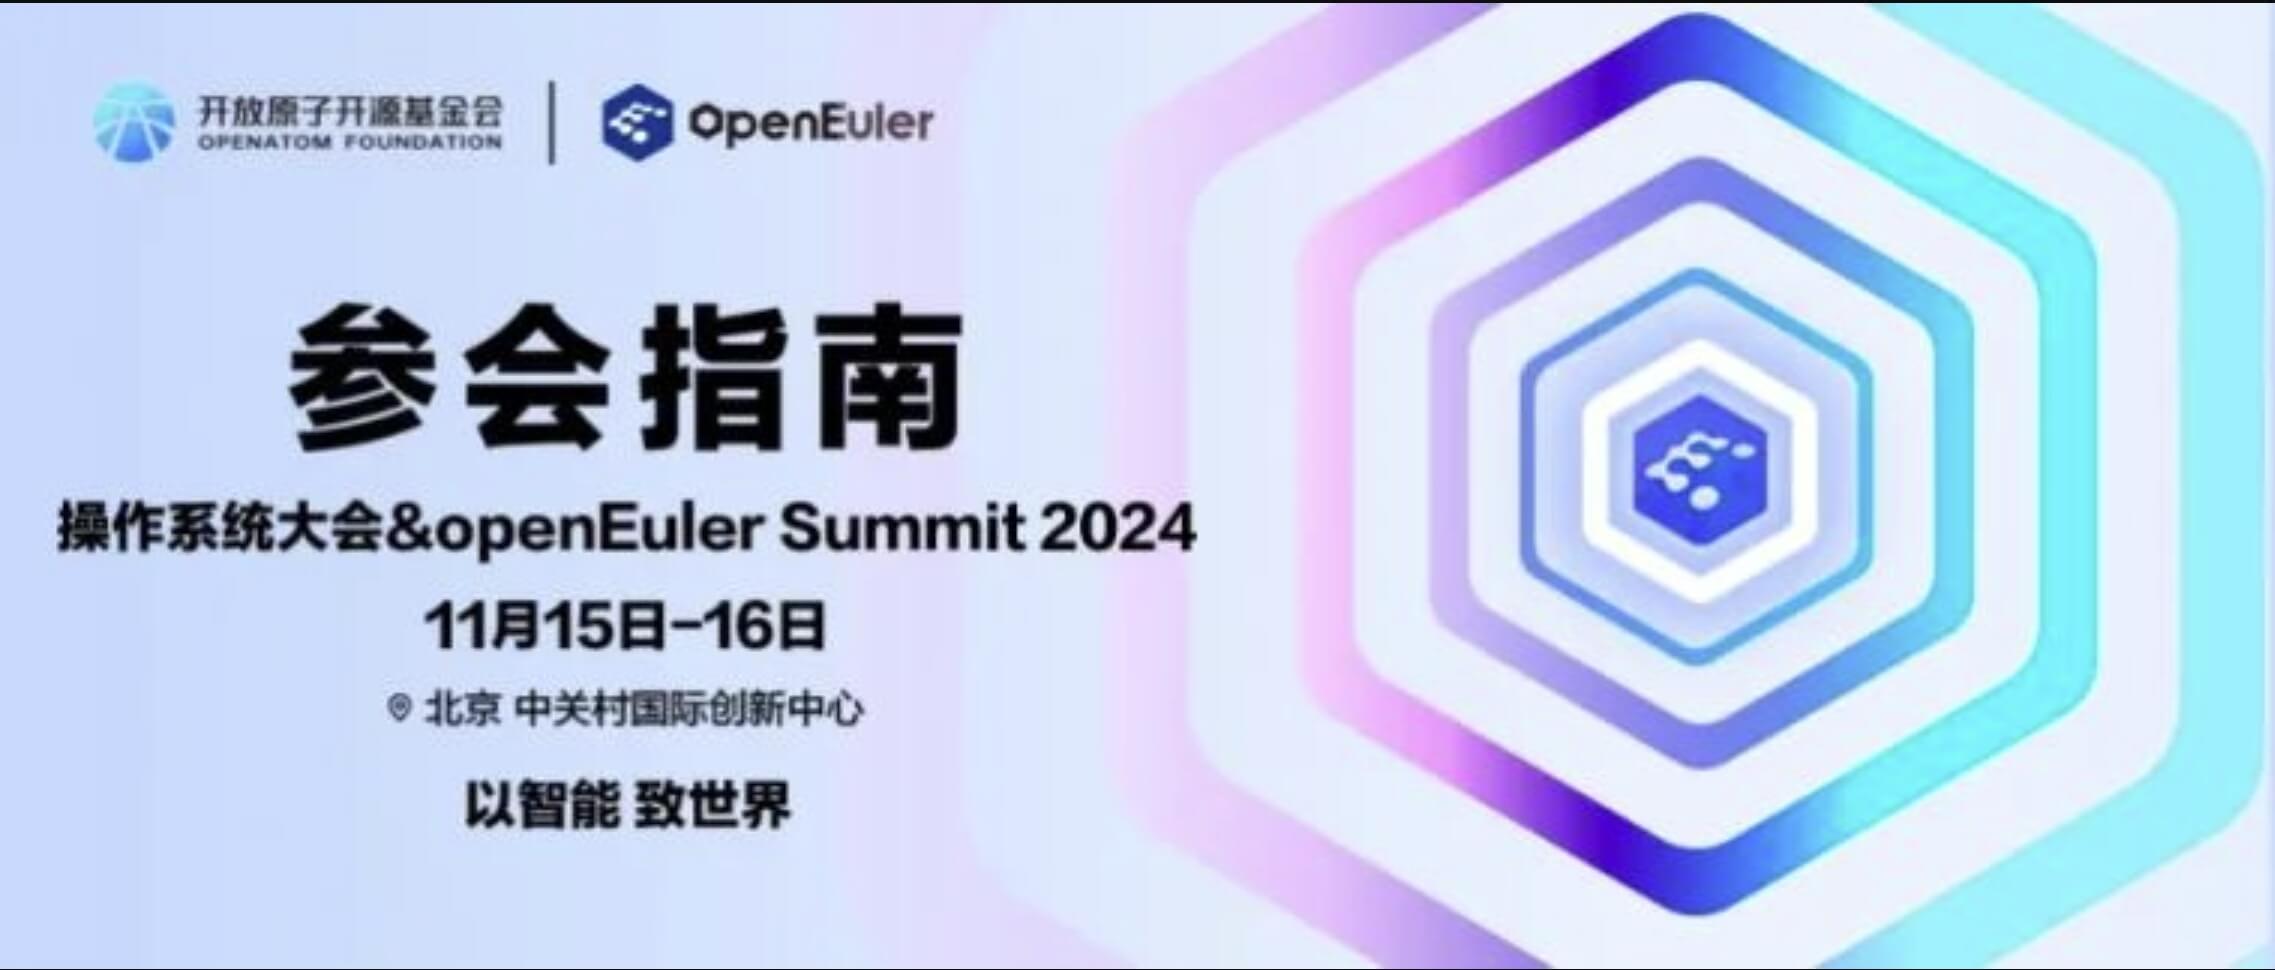 开放原子开源基金会
OPENATOM FOUNDATION
OpenEuler
参会指南
操作系统大会&openEuler Summit 2024
11月15日-16日
北京 中关村国际创新中心
以智能 致世界